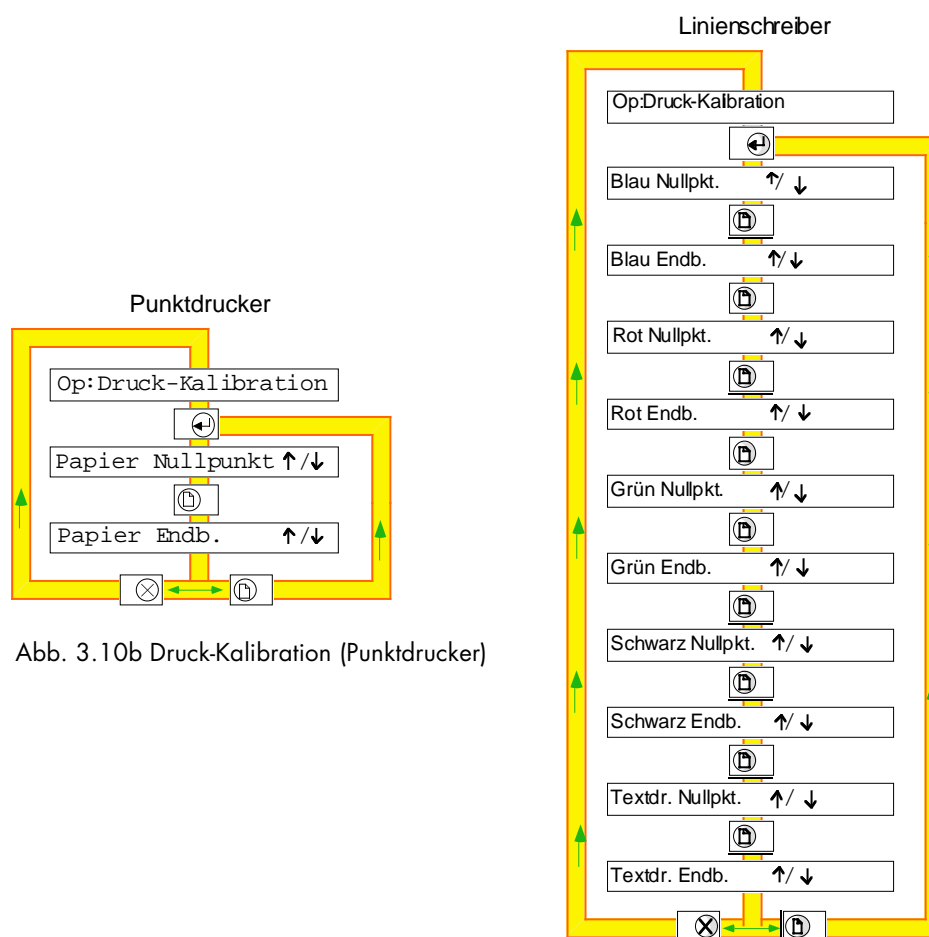 Linienschreiber
Op:Druck-Kalibration
Blau Nullpkt. ↑/ ↓
Blau Endb. ↑/ ↓
Rot Nullpkt. ↑/ ↓
Rot Endb. ↑/ ↓
Grün Nullpkt. ↑/ ↓
Grün Endb. ↑/ ↓
Schwarz Nullpkt. ↑/ ↓
Schwarz Endb. ↑/ ↓
Textdr. Nullpkt. ↑/ ↓
Textdr. Endb. ↑/ ↓
Punktdrucker
Op:Druck-Kalibration
Papier Nullpunkt ↑/↓
Papier Endb. ↑/↓
Abb. 3.10b Druck-Kalibration (Punktdrucker)